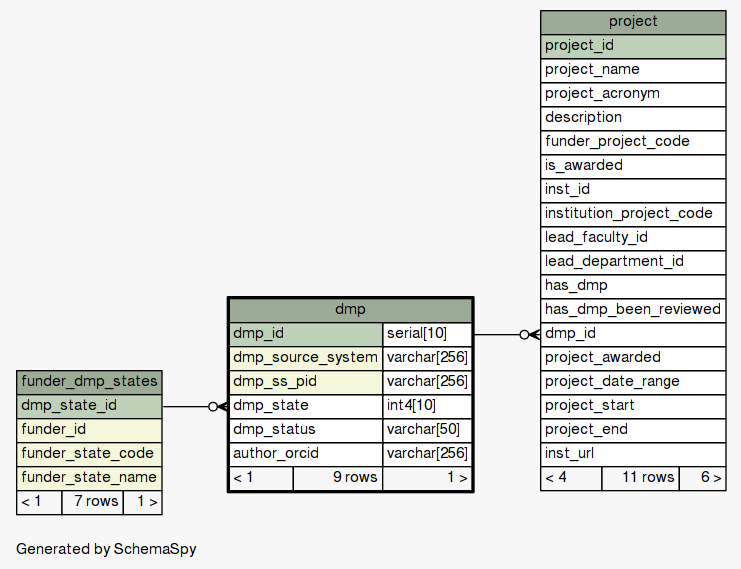 project
project_id
project_name
project_acronym
description
funder_project_code
is_awarded
inst_id
institution_project_code
lead_faculty_id
lead_department_id
has_dmp
has_dmp_been_reviewed
dmp_id
project_awarded
project_date_range
project_start
project_end
inst_url
< 4 11 rows 6 >
dmp
dmp_id serial[10]
dmp_source_system varchar[256]
dmp_ss_pid varchar[256]
dmp_state int4[10]
dmp_status varchar[50]
author_orcid varchar[256]
< 1 9 rows 1 >
funder_dmp_states
dmp_state_id
funder_id
funder_state_code
funder_state_name
< 1 7 rows 1 >
Generated by SchemaSpy